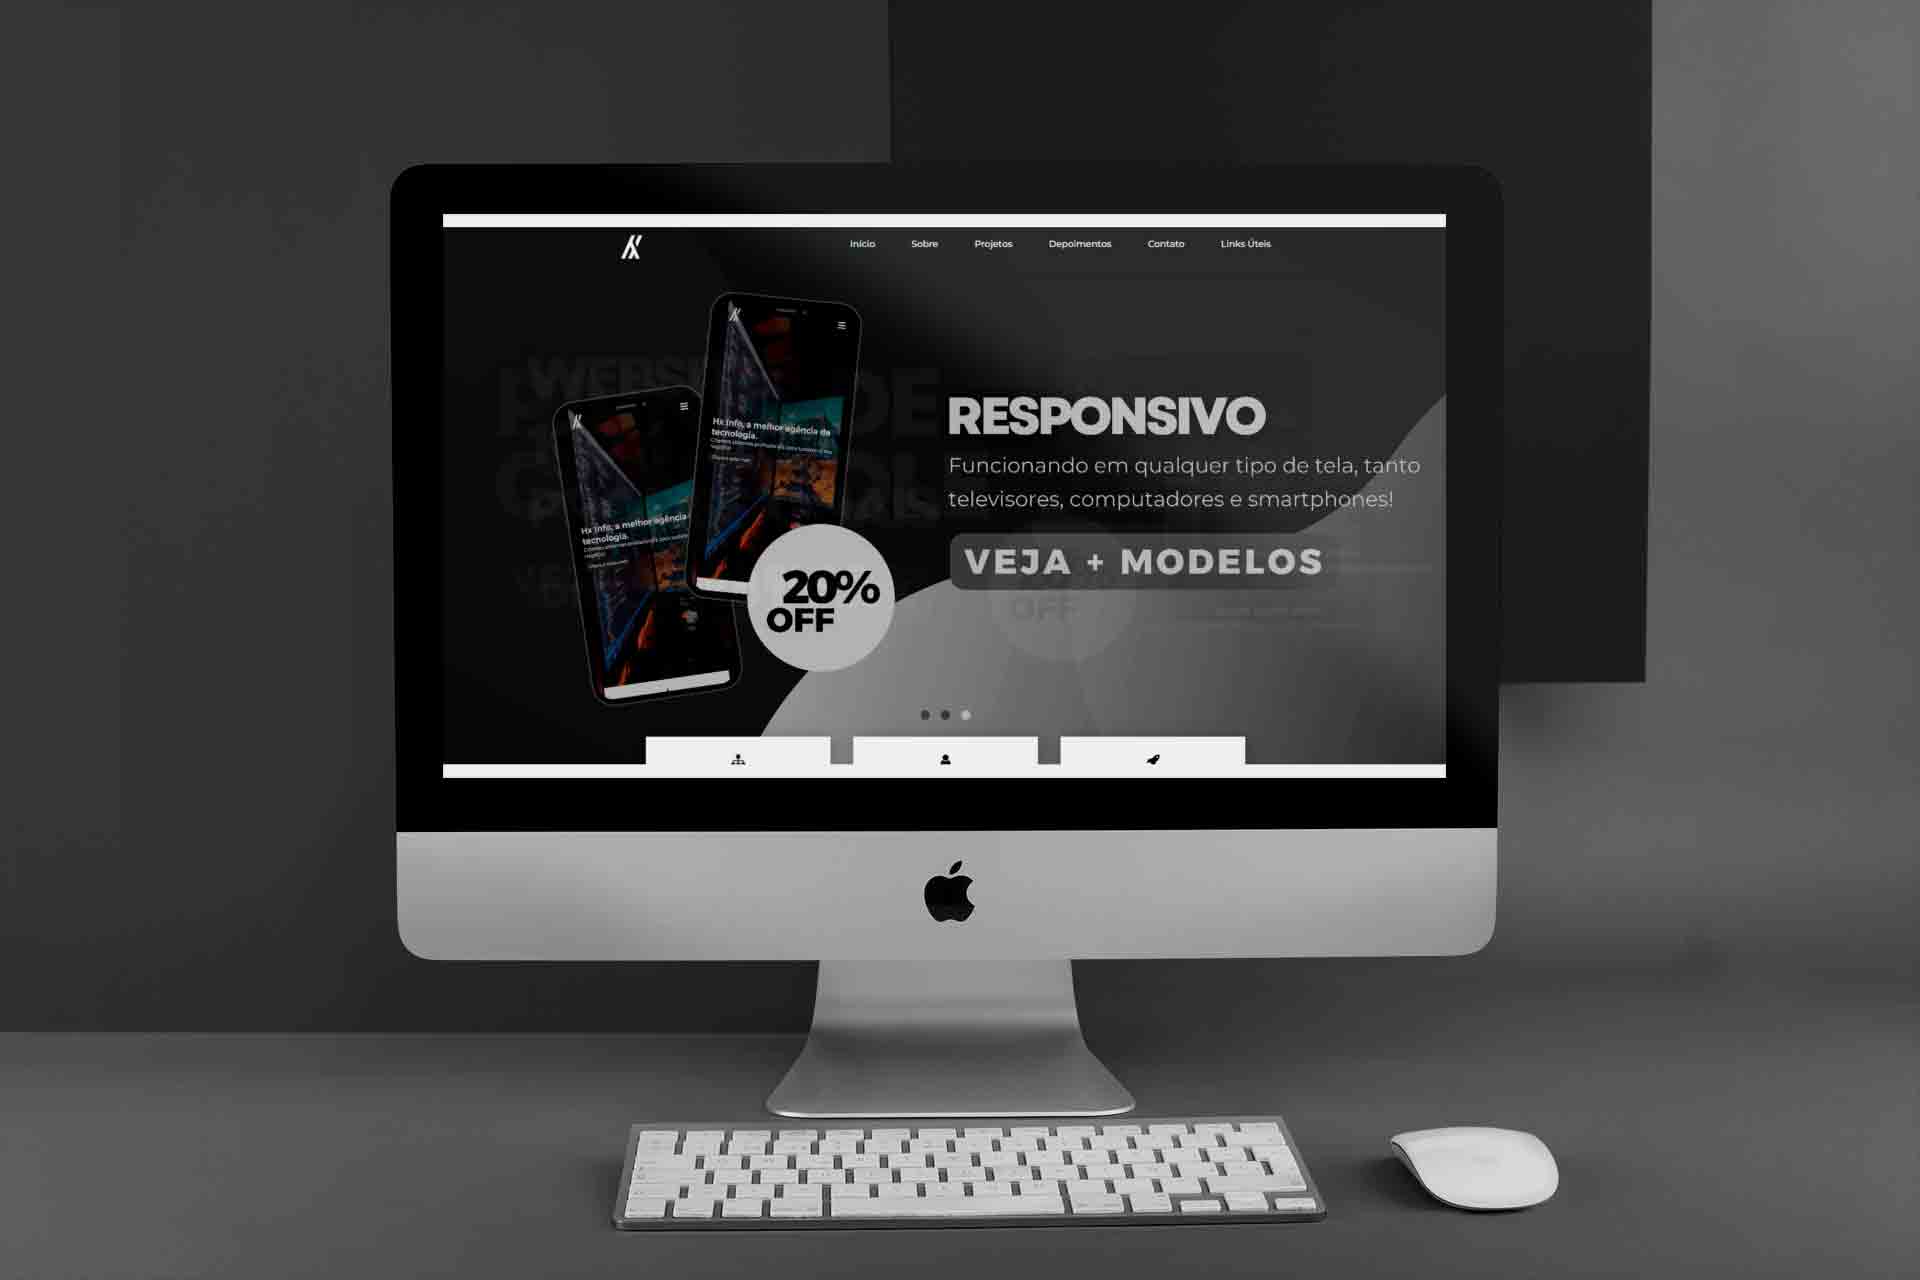 Início Sobre Projetos Depoimentos Contato Links Úteis
Hx Info, a melhor agência de
tecnologia.
Hx Info, a melhor agência
tecnologia.
RESPONSIVO
Funcionando em qualquer tipo de tela, tanto
televisores, computadores e smartphones!
VEJA + MODELOS
20%
OFF
OFF